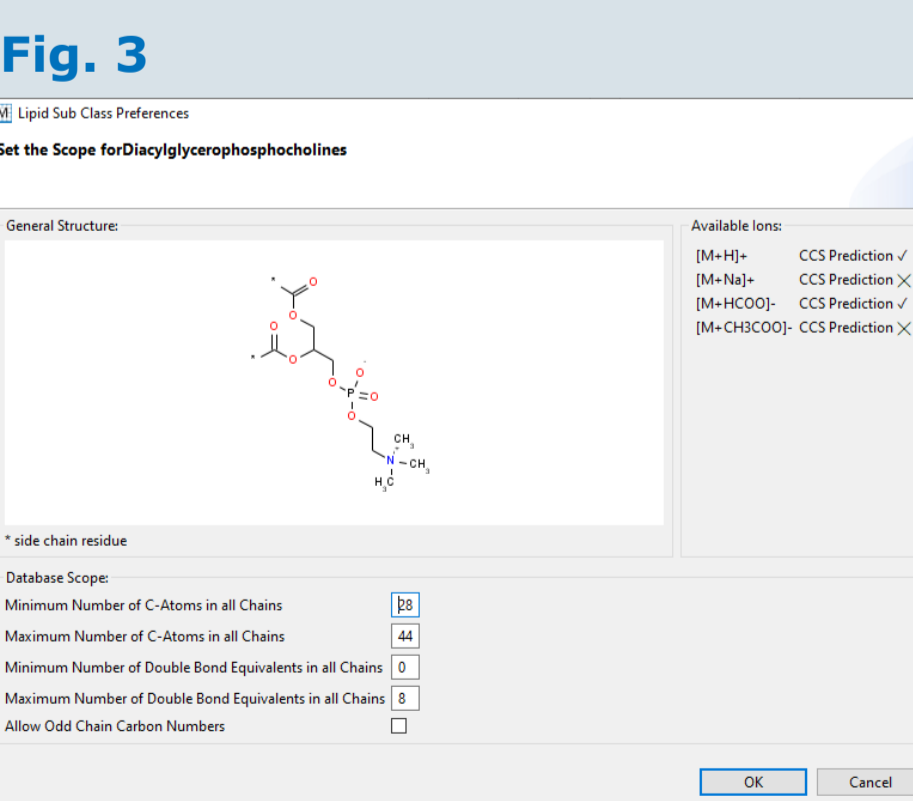 Fig. 3
M Lipid Sub Class Preferences
Set the Scope forDiacylglycerophosphocholines
General Structure:
Available Ions:
[M+H]+ CCS Prediction ✓
[M+Na]+ CCS Prediction ✕
[M+HCOO]- CCS Prediction ✓
[M+CH3COO]- CCS Prediction ✕
* O
O
O
* O
O
O
P O
O
CH3
N CH3
H3C
* side chain residue
Database Scope:
Minimum Number of C-Atoms in all Chains 28
Maximum Number of C-Atoms in all Chains 44
Minimum Number of Double Bond Equivalents in all Chains 0
Maximum Number of Double Bond Equivalents in all Chains 8
Allow Odd Chain Carbon Numbers
OK Cancel